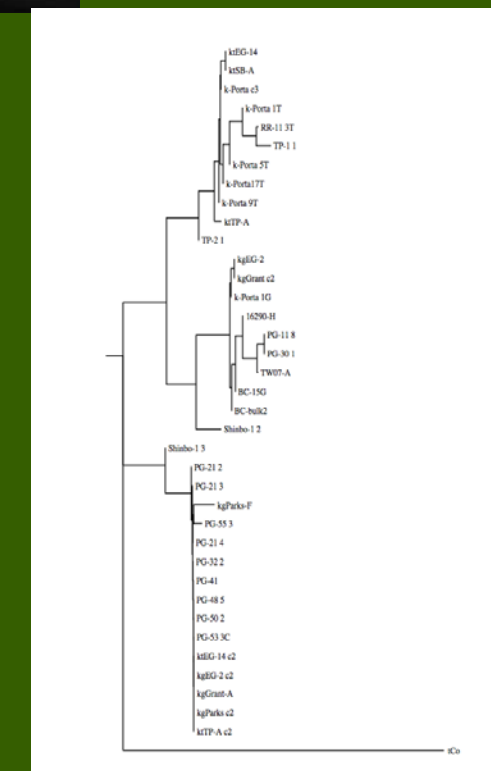 ktEG-14
ktSB-A
k-Porta c3
k-Porta 1T
RR-11 3T
TP-1 1
k-Porta 5T
k-Porta17T
k-Porta 9T
ktTP-A
TP-2 1
kgEG-2
kgGrant c2
k-Porta 1G
16290-H
PG-11 8
PG-30 1
TW07-A
BC-15G
BC-bulk2
Shinbo-1 2
Shinbo-1 3
PG-21 2
PG-21 3
kgParks-F
PG-55 3
PG-21 4
PG-32 2
PG-41
PG-48 5
PG-50 2
PG-53 3C
ktEG-14 c2
kgEG-2 c2
kgGrant-A
kgParks c2
ktTP-A c2
tCo